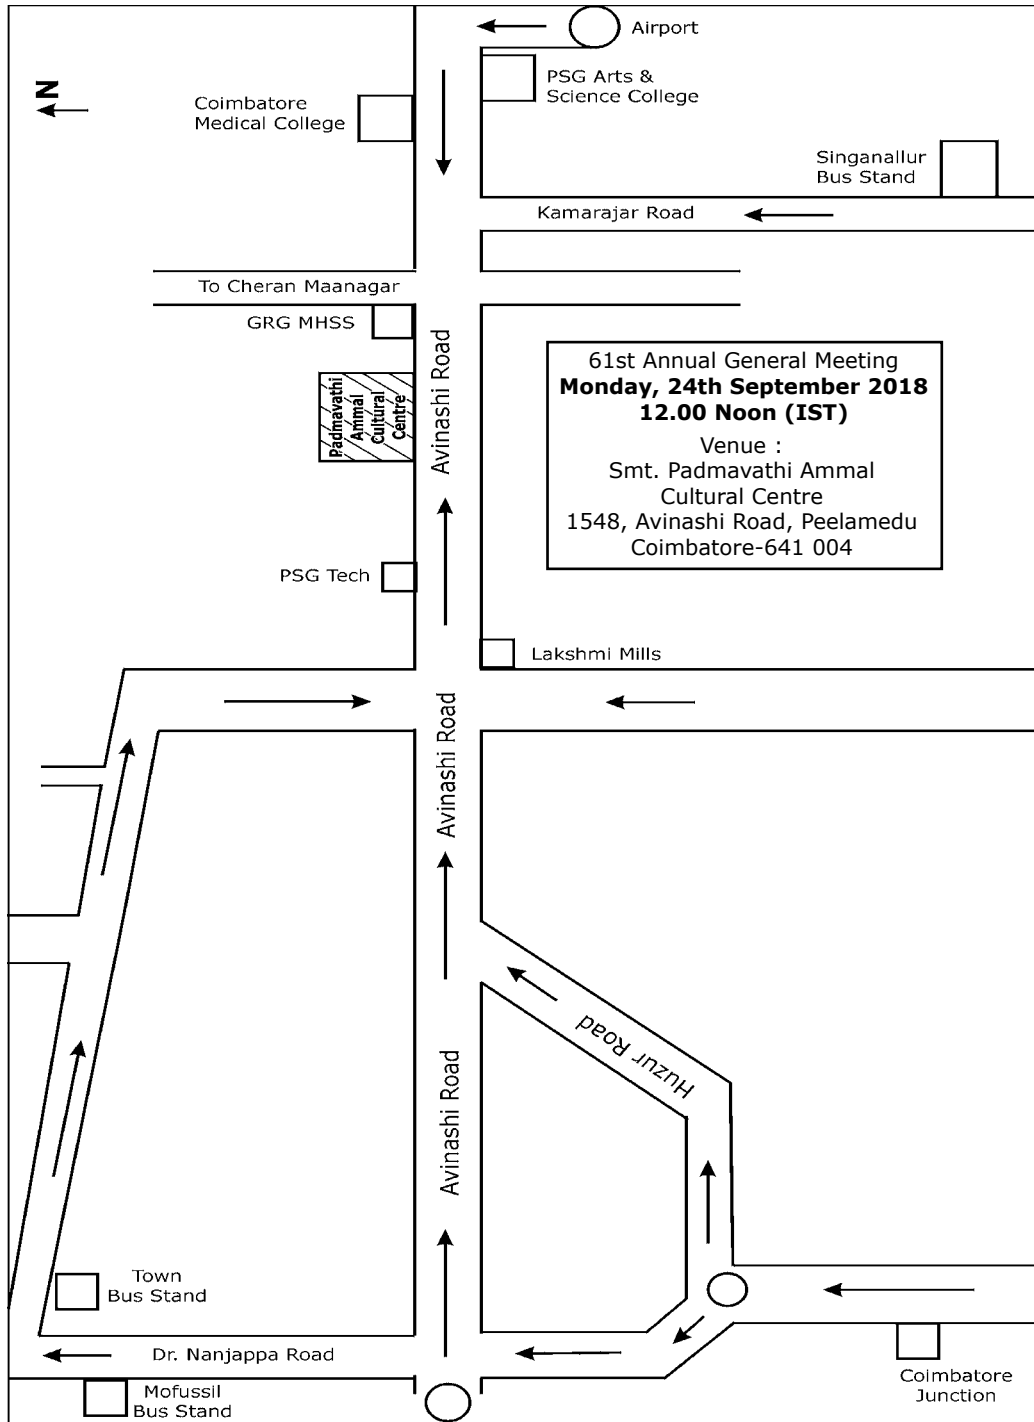 Airport
PSG Arts &
Science College
N
Coimbatore
Medical College
Singanallur
Bus Stand
Kamarajar Road
To Cheran Maanagar
GRG MHSS
Avinashi Road
Padmavathi
Ammal
Cultural
Centre
61st Annual General Meeting
Monday, 24th September 2018
12.00 Noon (IST)
Venue :
Smt. Padmavathi Ammal
Cultural Centre
1548, Avinashi Road, Peelamedu
Coimbatore-641 004
PSG Tech
Lakshmi Mills
Avinashi Road
Huzur Road
Avinashi Road
Town
Bus Stand
Dr. Nanjappa Road
Mofussil
Bus Stand
Coimbatore
Junction